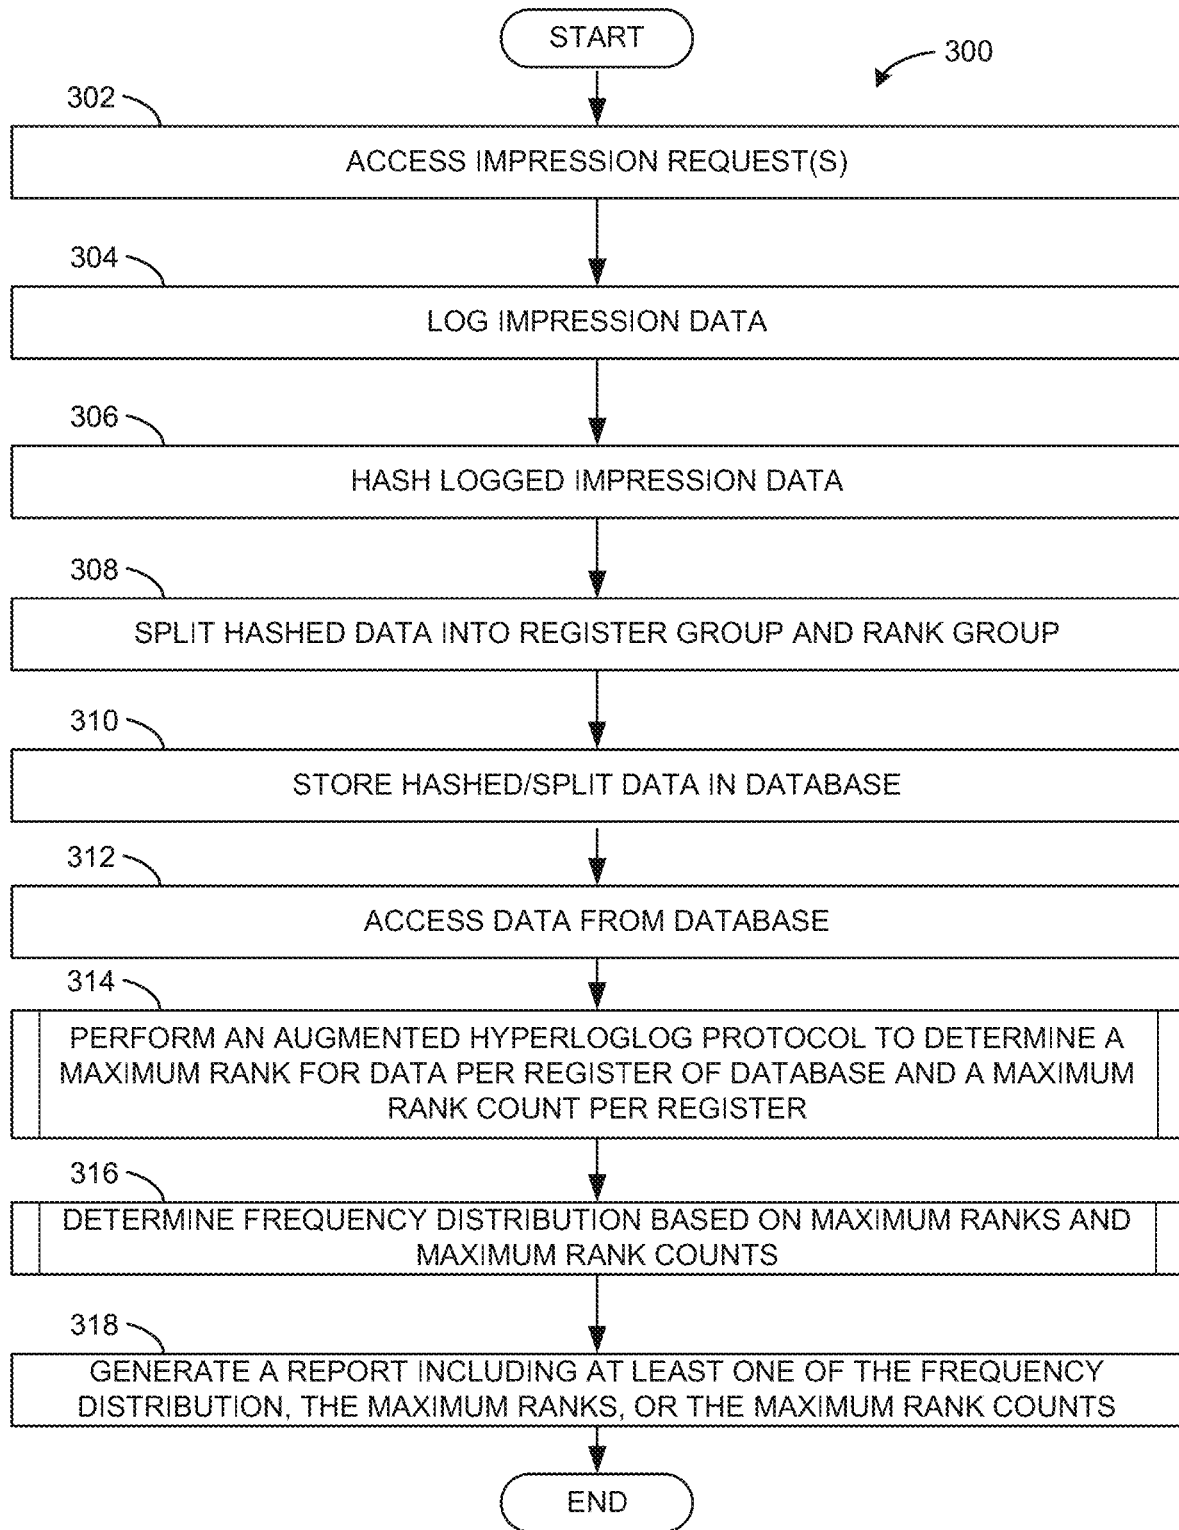 START
300
302
ACCESS IMPRESSION REQUEST(S)
304
LOG IMPRESSION DATA
306
HASH LOGGED IMPRESSION DATA
308
SPLIT HASHED DATA INTO REGISTER GROUP AND RANK GROUP
310
STORE HASHED/SPLIT DATA IN DATABASE
312
ACCESS DATA FROM DATABASE
314
PERFORM AN AUGMENTED HYPERLOGLOG PROTOCOL TO DETERMINE A
MAXIMUM RANK FOR DATA PER REGISTER OF DATABASE AND A MAXIMUM
RANK COUNT PER REGISTER
316
DETERMINE FREQUENCY DISTRIBUTION BASED ON MAXIMUM RANKS AND
MAXIMUM RANK COUNTS
318
GENERATE A REPORT INCLUDING AT LEAST ONE OF THE FREQUENCY
DISTRIBUTION, THE MAXIMUM RANKS, OR THE MAXIMUM RANK COUNTS
END